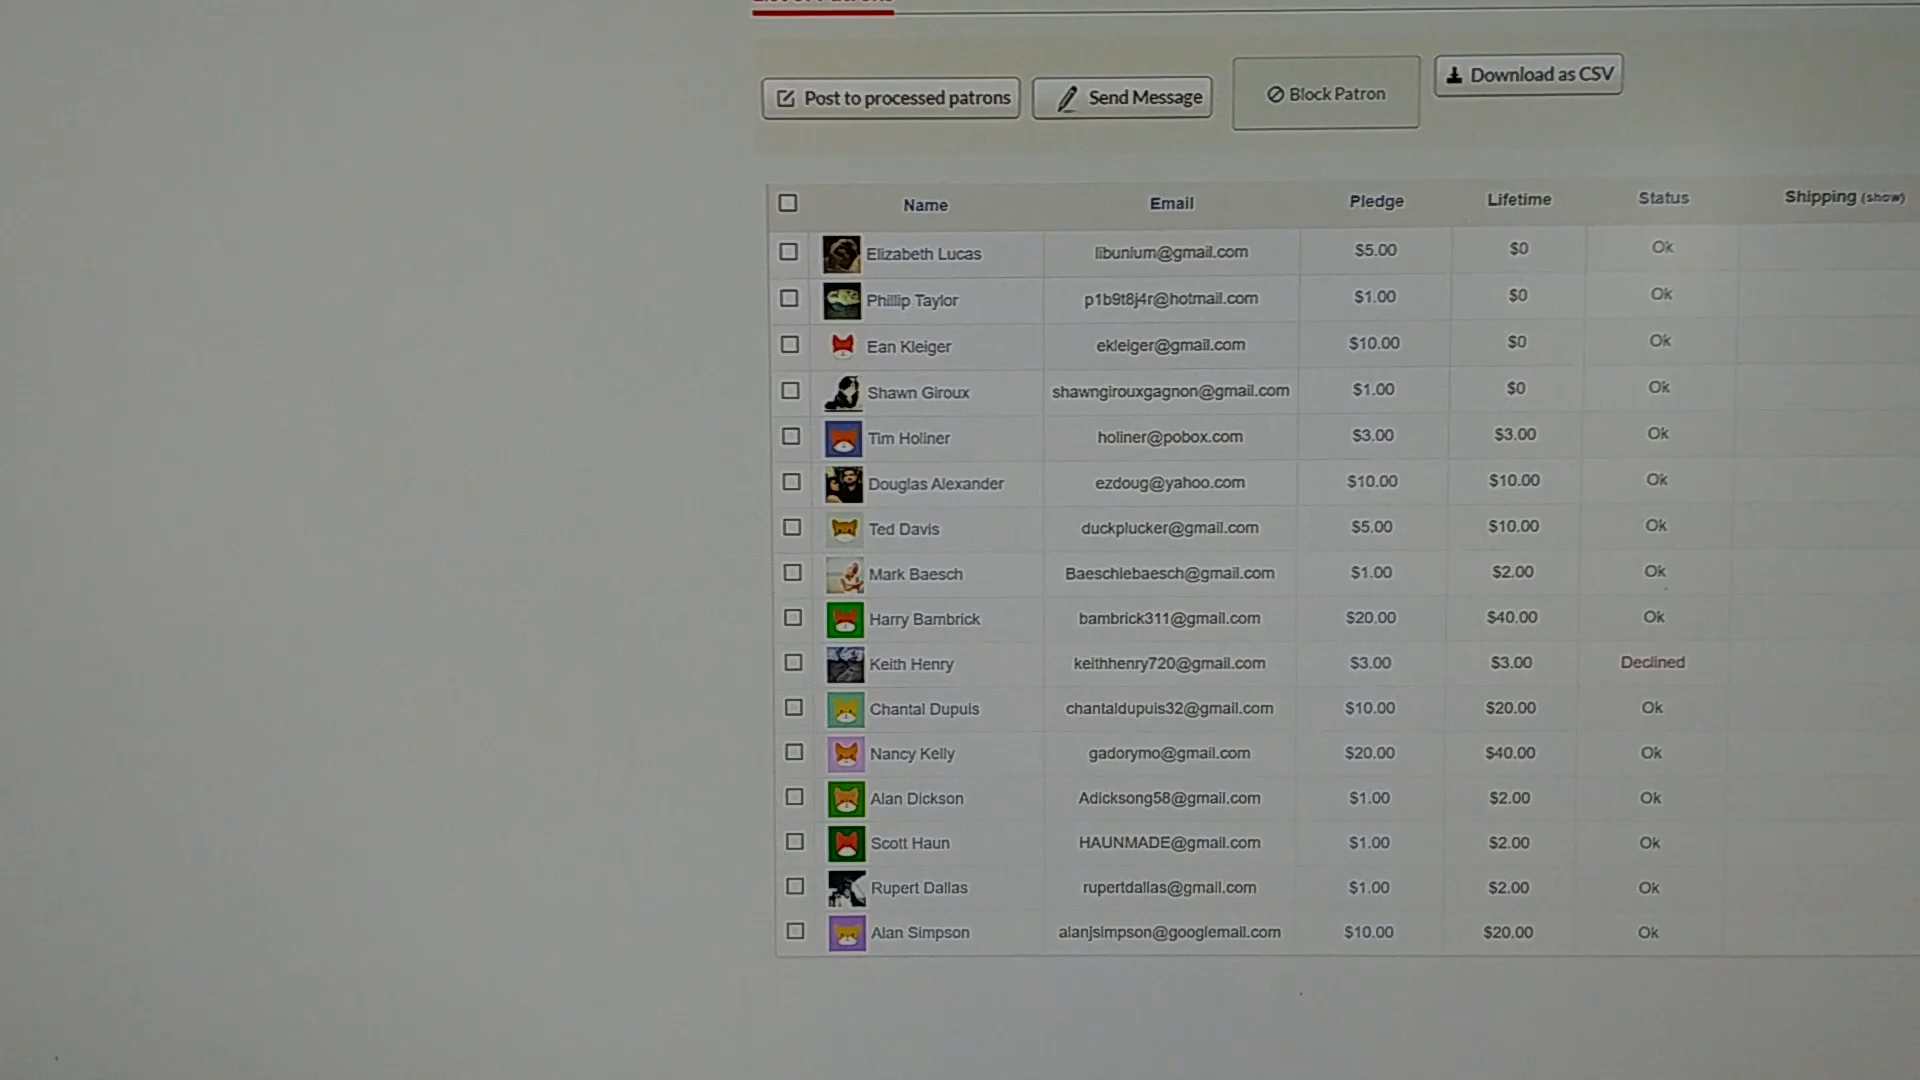 List of Patrons
Post to processed patrons Send Message Block Patron Download as CSV
Name Email Pledge Lifetime Status Shipping (show)
Elizabeth Lucas libunium@gmail.com $5.00 $0 Ok
Phillip Taylor p1b9t8j4r@hotmail.com $1.00 $0 Ok
Ean Kleiger ekleiger@gmail.com $10.00 $0 Ok
Shawn Giroux shawngirouxgagnon@gmail.com $1.00 $0 Ok
Tim Holiner holiner@pobox.com $3.00 $3.00 Ok
Douglas Alexander ezdoug@yahoo.com $10.00 $10.00 Ok
Ted Davis duckplucker@gmail.com $5.00 $10.00 Ok
Mark Baesch Baeschiebaesch@gmail.com $1.00 $2.00 Ok
Harry Bambrick bambrick311@gmail.com $20.00 $40.00 Ok
Keith Henry keithhenry720@gmail.com $3.00 $3.00 Declined
Chantal Dupuis chantaldupuis32@gmail.com $10.00 $20.00 Ok
Nancy Kelly gadorymo@gmail.com $20.00 $40.00 Ok
Alan Dickson Adicksong58@gmail.com $1.00 $2.00 Ok
Scott Haun HAUNMADE@gmail.com $1.00 $2.00 Ok
Rupert Dallas rupertdallas@gmail.com $1.00 $2.00 Ok
Alan Simpson alanjsimpson@googlemail.com $10.00 $20.00 Ok